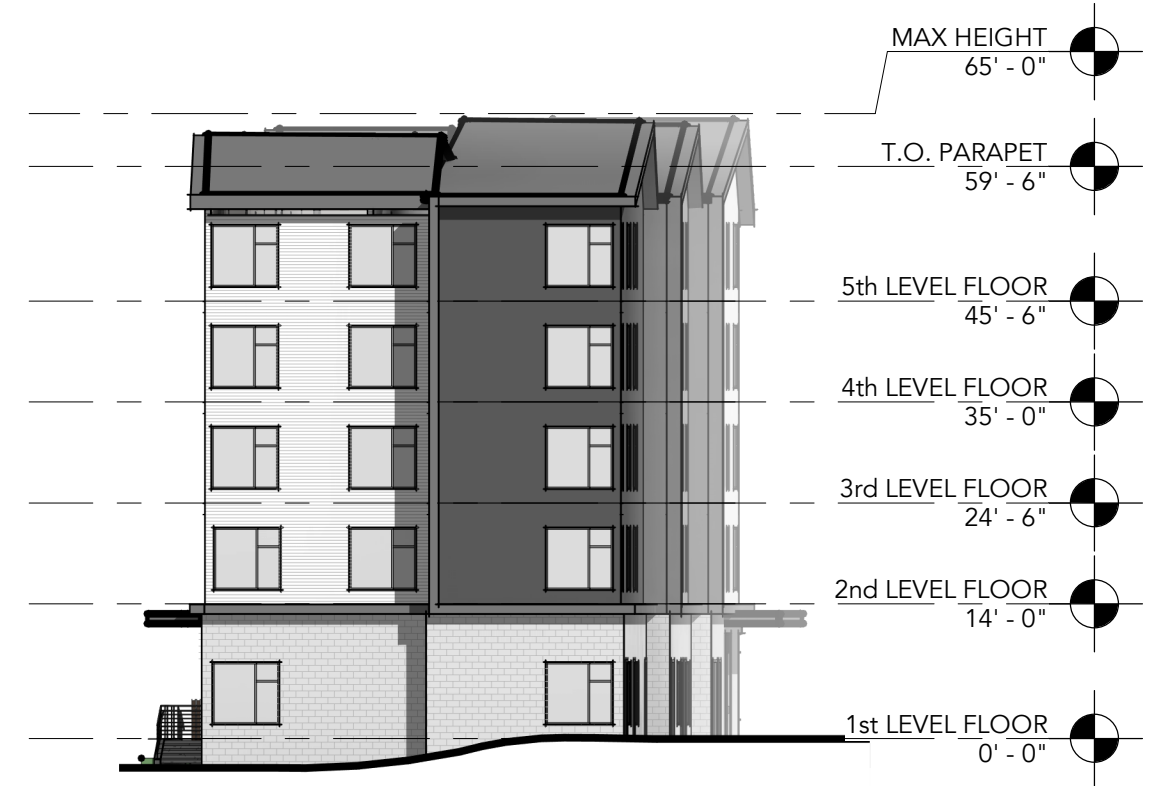 MAX HEIGHT
65' - 0"
T.O. PARAPET
59' - 6"
5th LEVEL FLOOR
45' - 6"
4th LEVEL FLOOR
35' - 0"
3rd LEVEL FLOOR
24' - 6"
2nd LEVEL FLOOR
14' - 0"
1st LEVEL FLOOR
0' - 0"